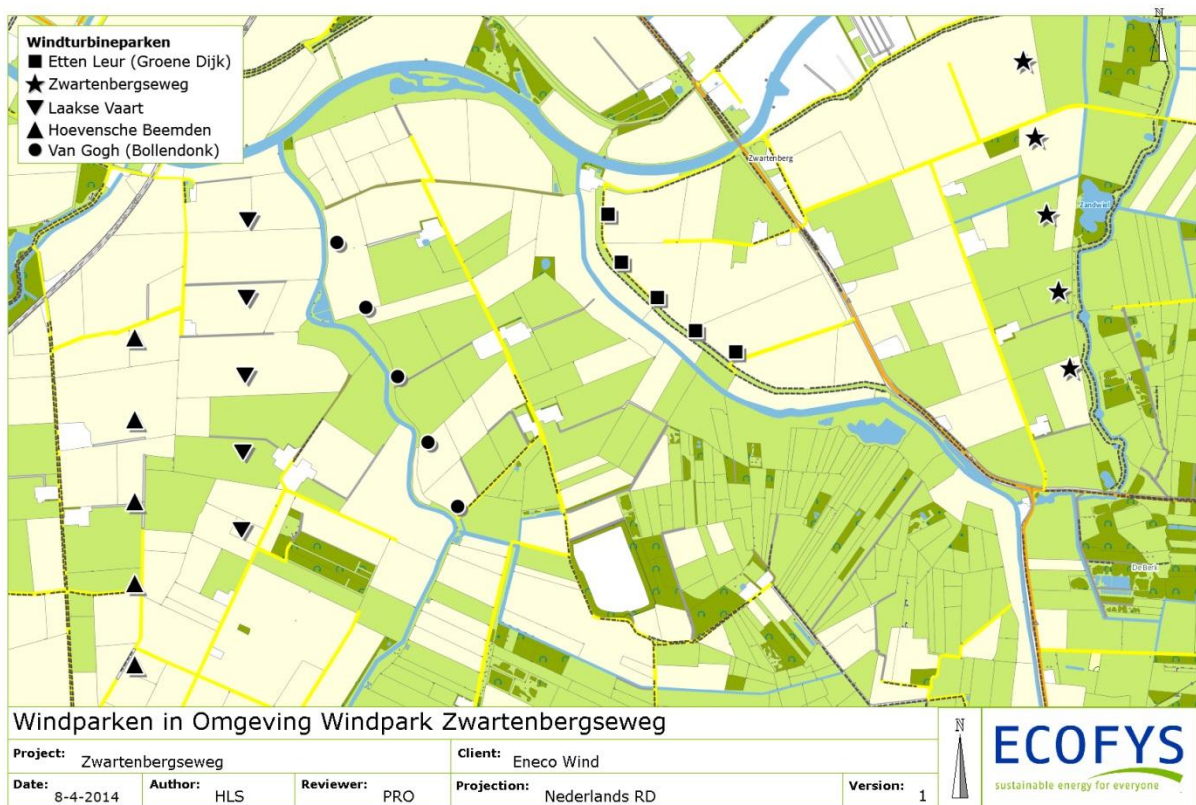 Windturbineparken
Etten Leur (Groene Dijk)
Zwartenbergseweg
Laakse Vaart
Hoevensche Beemden
Van Gogh (Bollendonk)
N
Zwartenberg
Zandwiel
De Berk
Windparken in Omgeving Windpark Zwartenbergseweg
Project: Zwartenbergseweg
Client: Eneco Wind
Date: 8-4-2014
Author: HLS
Reviewer: PRO
Projection: Nederlands RD
Version: 1
N
ECOFYS
sustainable energy for everyone